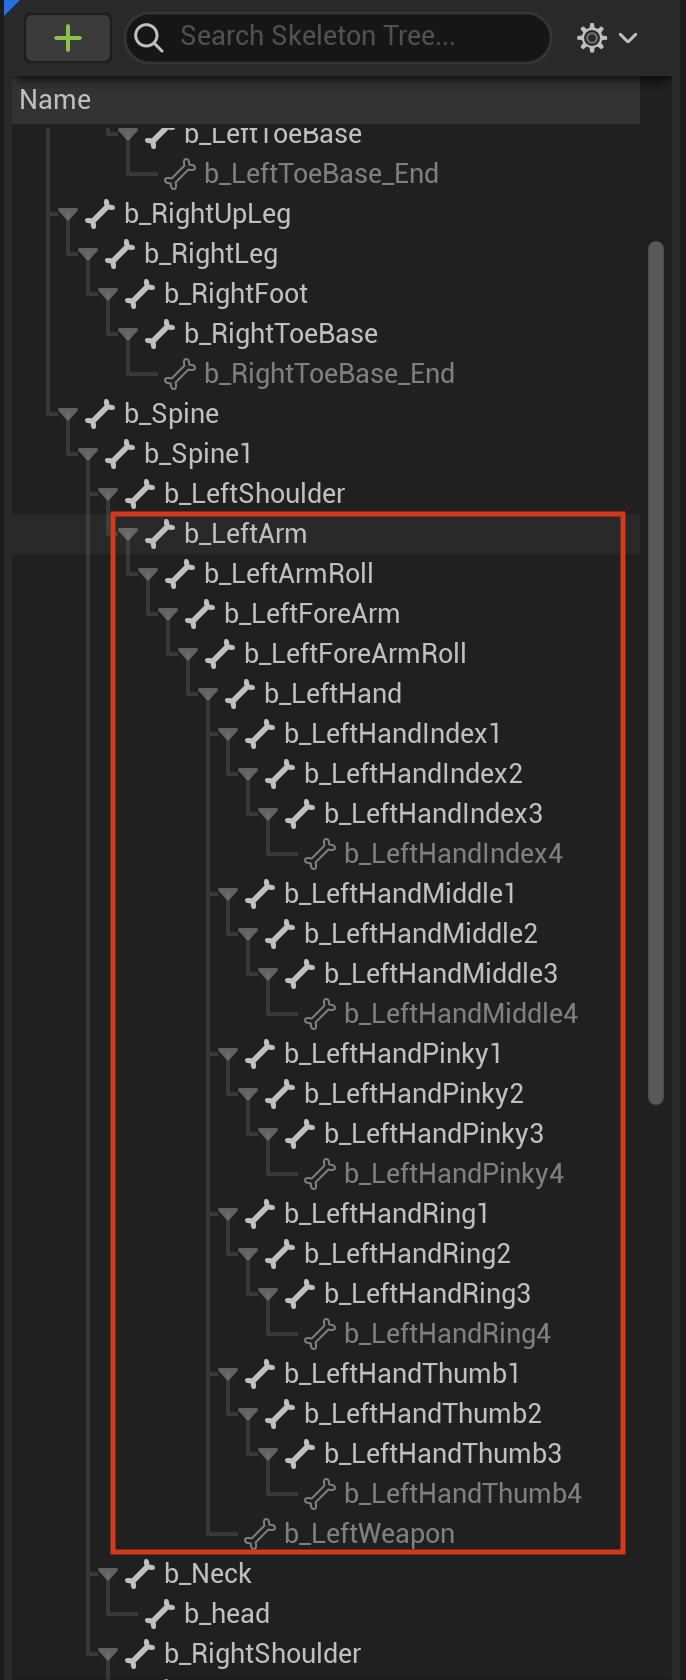 Search Skeleton Tree...
Name
b_LeftToeBase
b_LeftToeBase_End
b_RightUpLeg
b_RightLeg
b_RightFoot
b_RightToeBase
b_RightToeBase_End
b_Spine
b_Spine1
b_LeftShoulder
b_LeftArm
b_LeftArmRoll
b_LeftForeArm
b_LeftForeArmRoll
b_LeftHand
b_LeftHandIndex1
b_LeftHandIndex2
b_LeftHandIndex3
b_LeftHandIndex4
b_LeftHandMiddle1
b_LeftHandMiddle2
b_LeftHandMiddle3
b_LeftHandMiddle4
b_LeftHandPinky1
b_LeftHandPinky2
b_LeftHandPinky3
b_LeftHandPinky4
b_LeftHandRing1
b_LeftHandRing2
b_LeftHandRing3
b_LeftHandRing4
b_LeftHandThumb1
b_LeftHandThumb2
b_LeftHandThumb3
b_LeftHandThumb4
b_LeftWeapon
b_Neck
b_head
b_RightShoulder